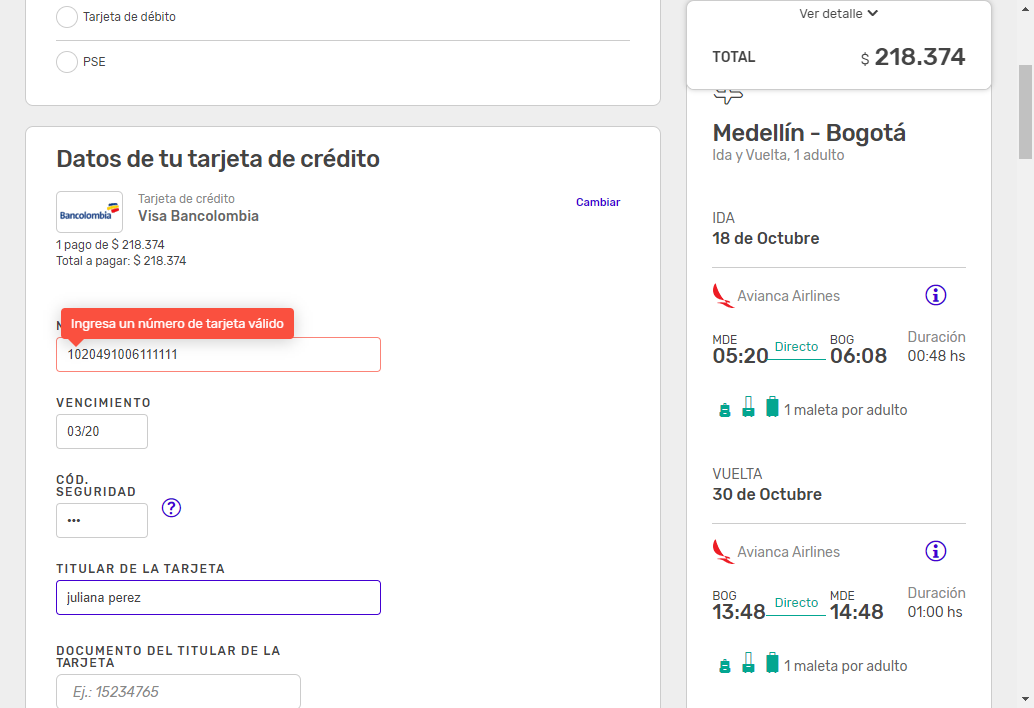 Tarjeta de débito
PSE
Datos de tu tarjeta de crédito
Bancolombia
Tarjeta de crédito
Visa Bancolombia
Cambiar
1 pago de $ 218.374
Total a pagar: $ 218.374
Ingresa un número de tarjeta válido
1020491006111111
VENCIMIENTO
03/20
CÓD.
SEGURIDAD
•••
?
TITULAR DE LA TARJETA
juliana perez
DOCUMENTO DEL TITULAR DE LA
TARJETA
Ej.: 15234765
Ver detalle
TOTAL
$ 218.374
Medellín - Bogotá
Ida y Vuelta, 1 adulto
IDA
18 de Octubre
Avianca Airlines
MDE
05:20
Directo
BOG
06:08
Duración
00:48 hs
1 maleta por adulto
VUELTA
30 de Octubre
Avianca Airlines
BOG
13:48
Directo
MDE
14:48
Duración
01:00 hs
1 maleta por adulto